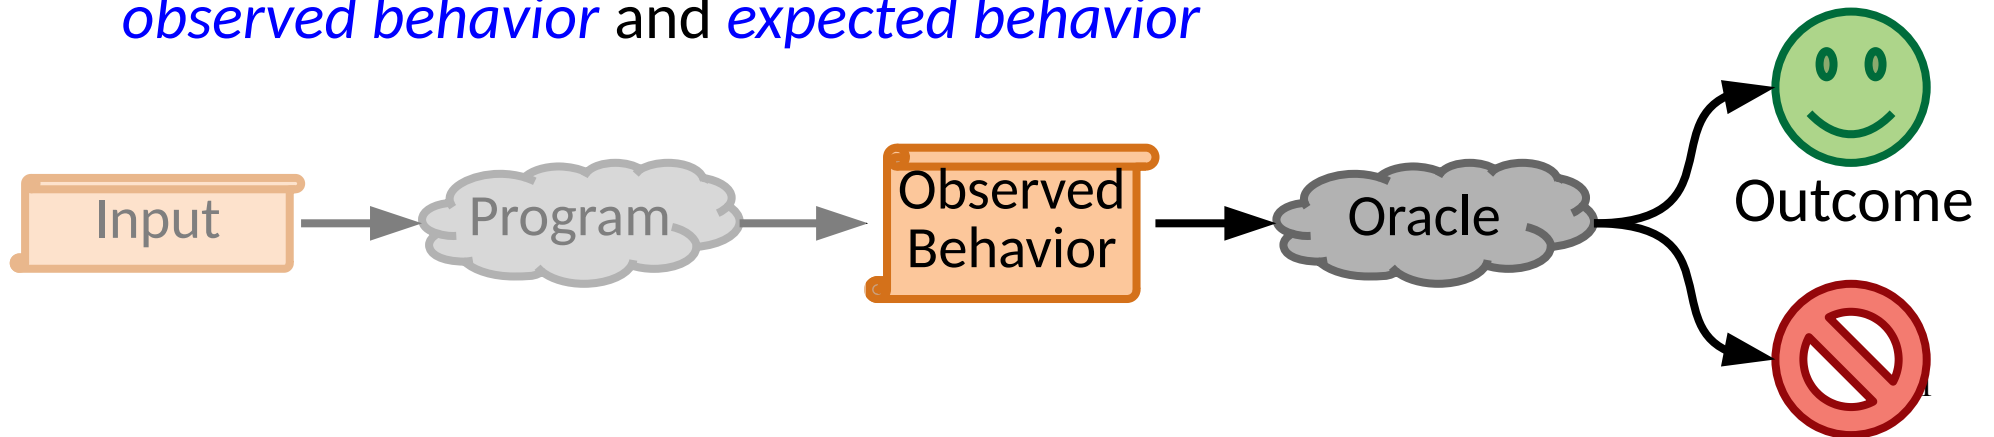 observed behavior and expected behavior
Input
Program
Observed
Behavior
Oracle
Outcome